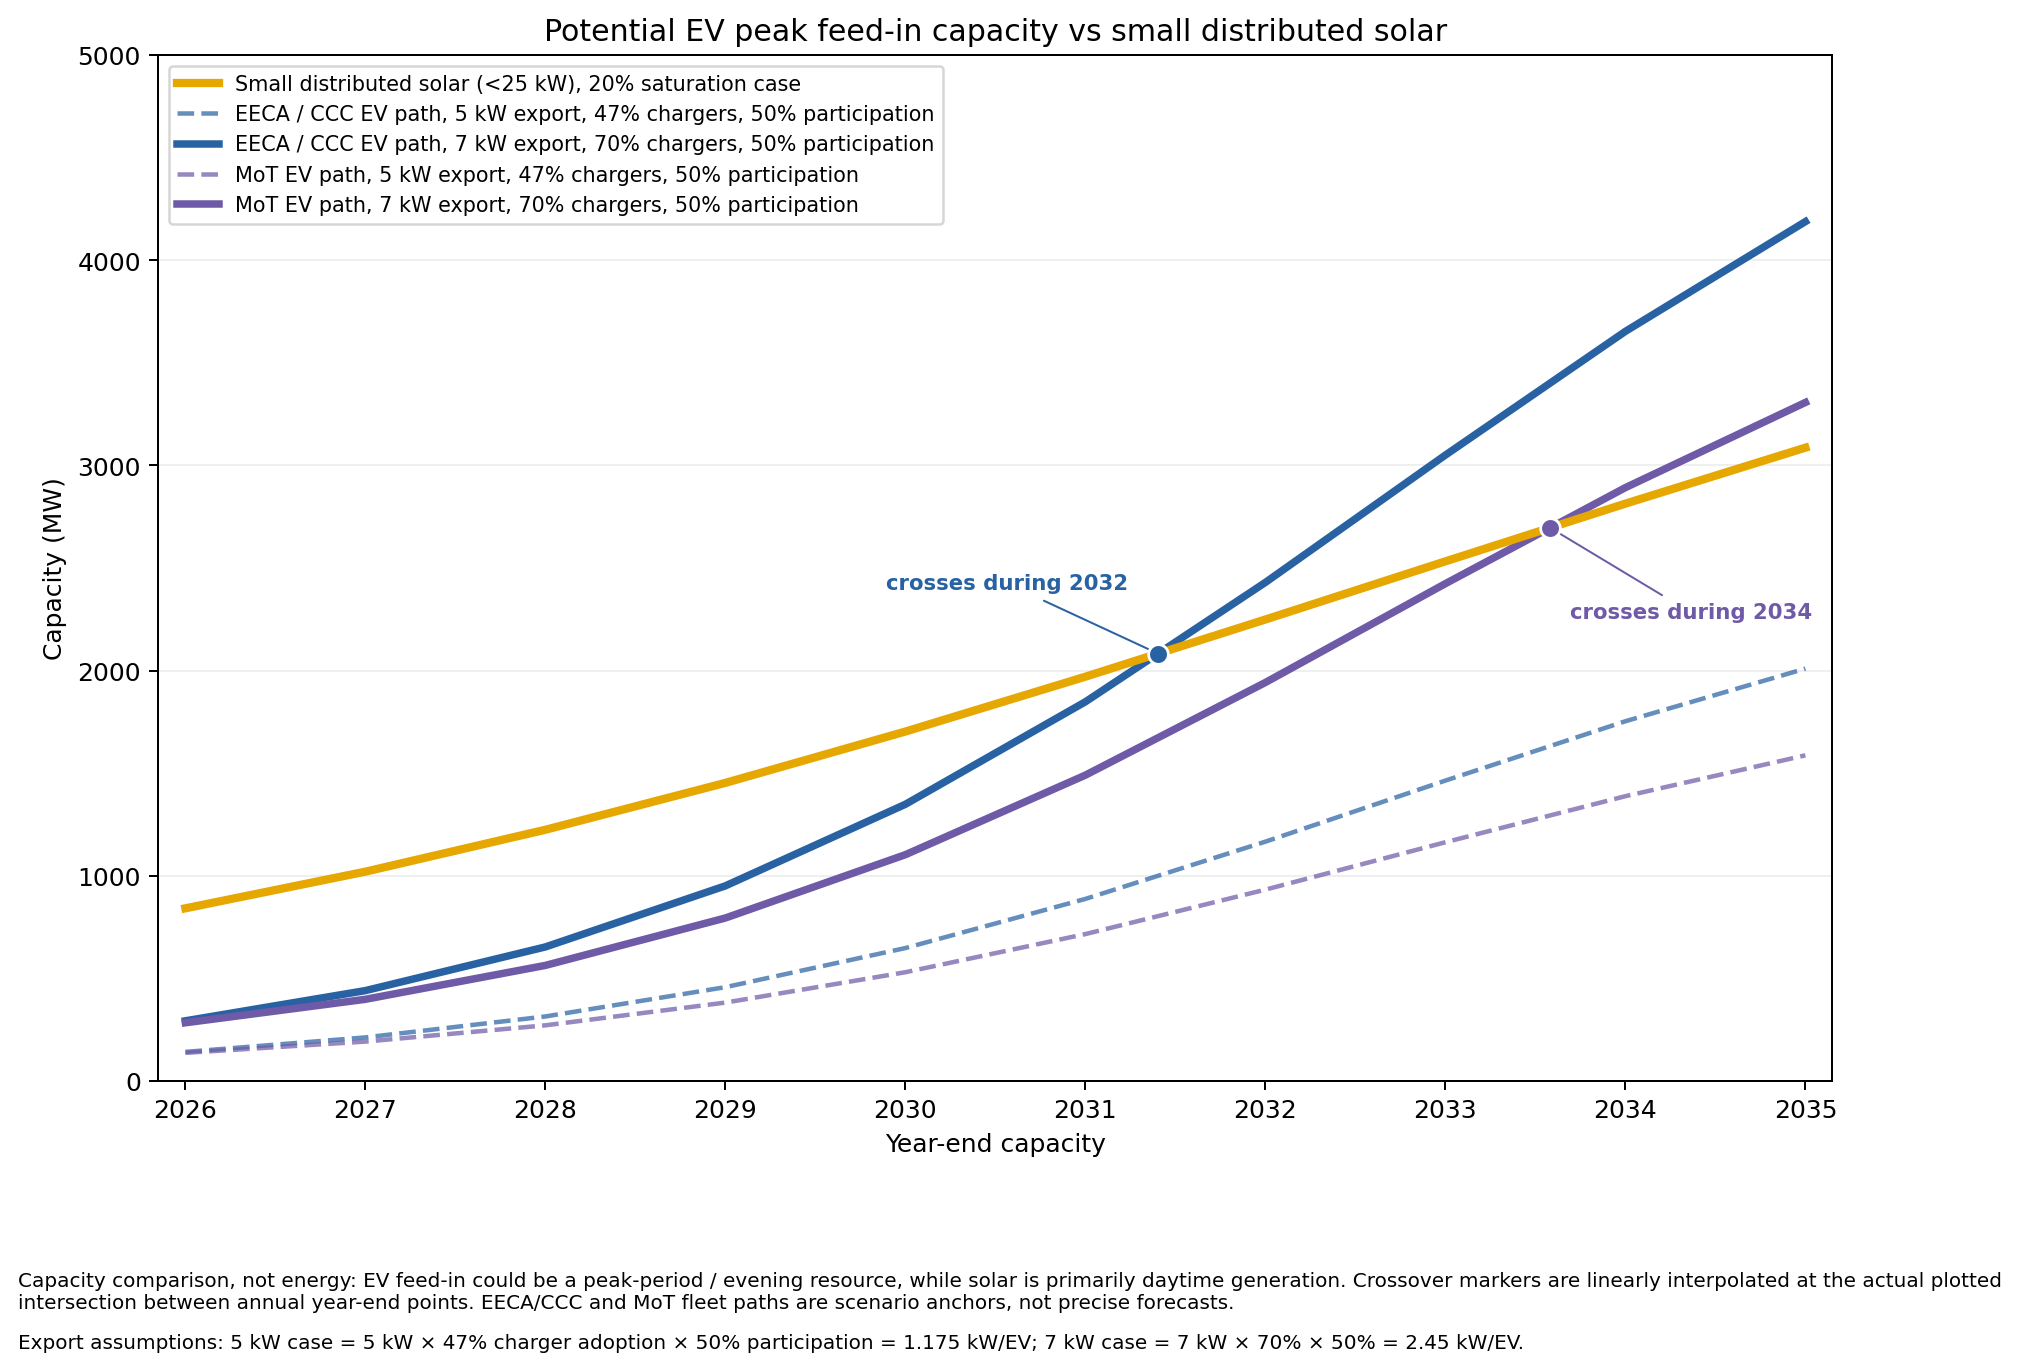 Potential EV peak feed-in capacity vs small distributed solar
5000
4000
3000
2000
1000
0
Capacity (MW)
Small distributed solar (<25 kW), 20% saturation case
EECA / CCC EV path, 5 kW export, 47% chargers, 50% participation
EECA / CCC EV path, 7 kW export, 70% chargers, 50% participation
MoT EV path, 5 kW export, 47% chargers, 50% participation
MoT EV path, 7 kW export, 70% chargers, 50% participation
crosses during 2032
crosses during 2034
2026 2027 2028 2029 2030 2031 2032 2033 2034 2035
Year-end capacity
Capacity comparison, not energy: EV feed-in could be a peak-period / evening resource, while solar is primarily daytime generation. Crossover markers are linearly interpolated at the actual plotted
intersection between annual year-end points. EECA/CCC and MoT fleet paths are scenario anchors, not precise forecasts.
Export assumptions: 5 kW case = 5 kW × 47% charger adoption × 50% participation = 1.175 kW/EV; 7 kW case = 7 kW × 70% × 50% = 2.45 kW/EV.